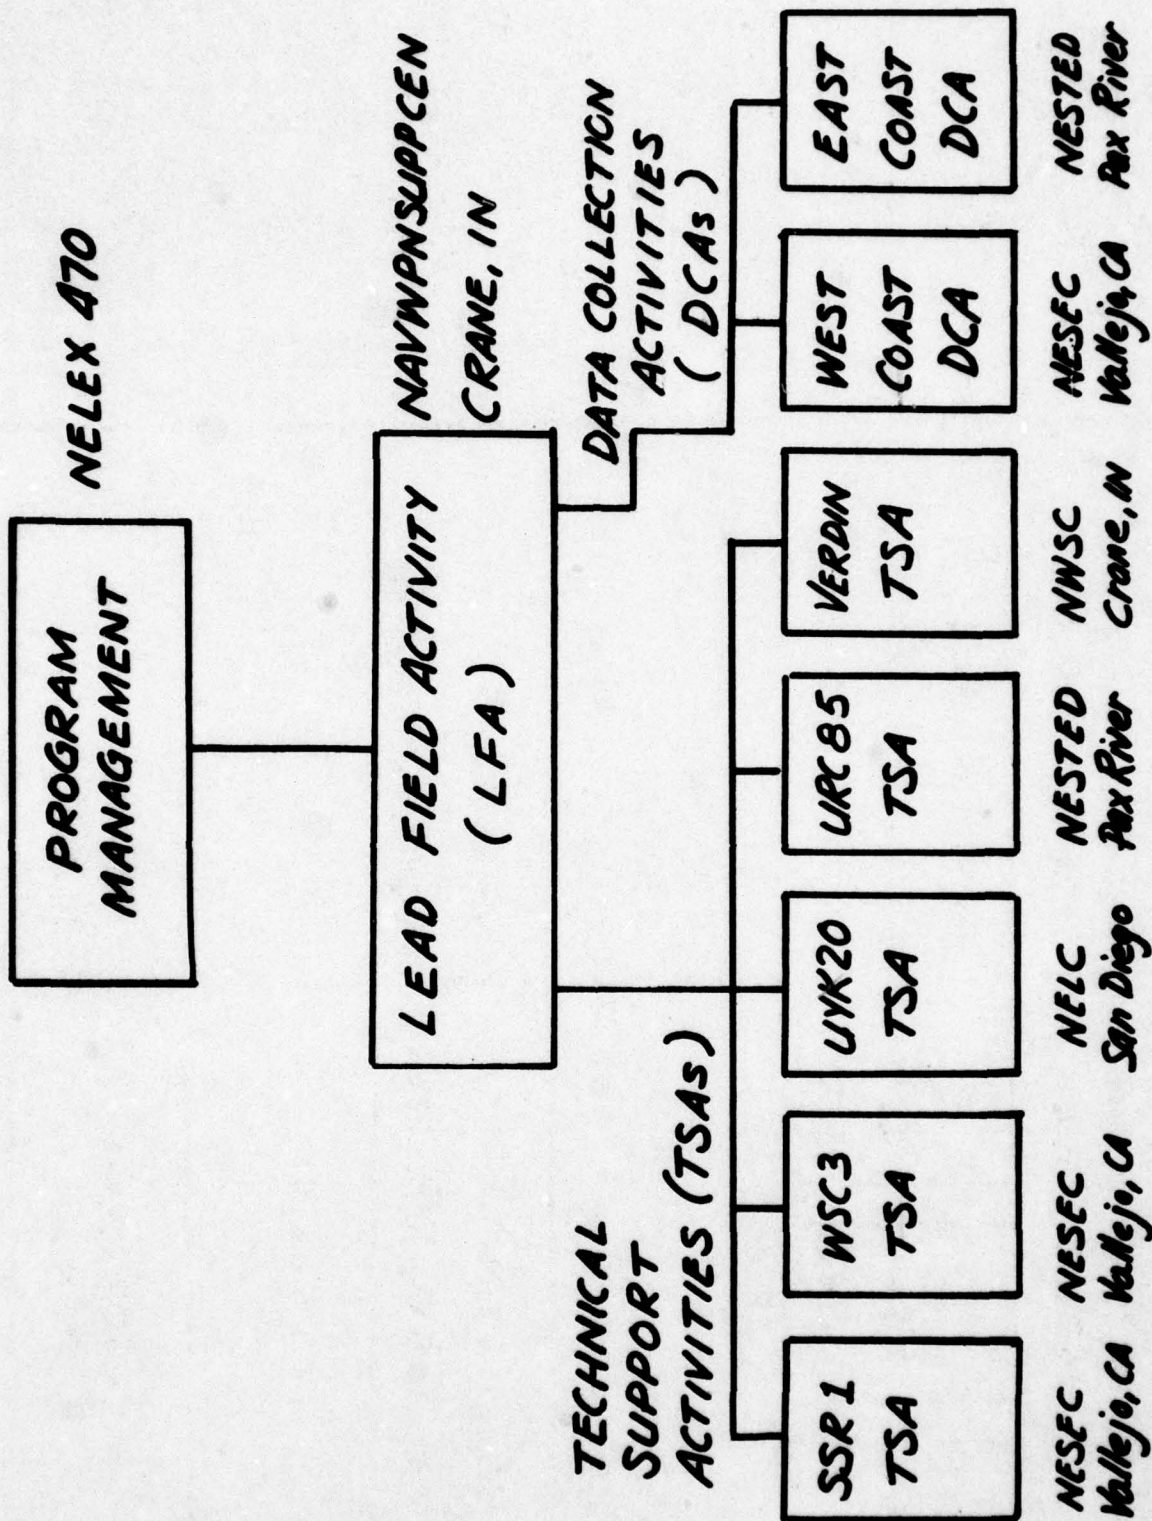 PROGRAM
MANAGEMENT
NELEX 470
LEAD FIELD ACTIVITY
(LFA)
NAVWPNSUPPCEN
CRANE, IN
TECHNICAL
SUPPORT
ACTIVITIES (TSAs)
DATA COLLECTION
ACTIVITIES
(DCAs)
SSR 1
TSA
NESEC
Vallejo, CA
WSC3
TSA
NESEC
Vallejo, CA
UYK20
TSA
NELC
San Diego
URC85
TSA
NESTED
Pax River
VERDIN
TSA
NWSC
Crane, IN
WEST
COAST
DCA
NESEC
Vallejo, CA
EAST
COAST
DCA
NESTED
Pax River